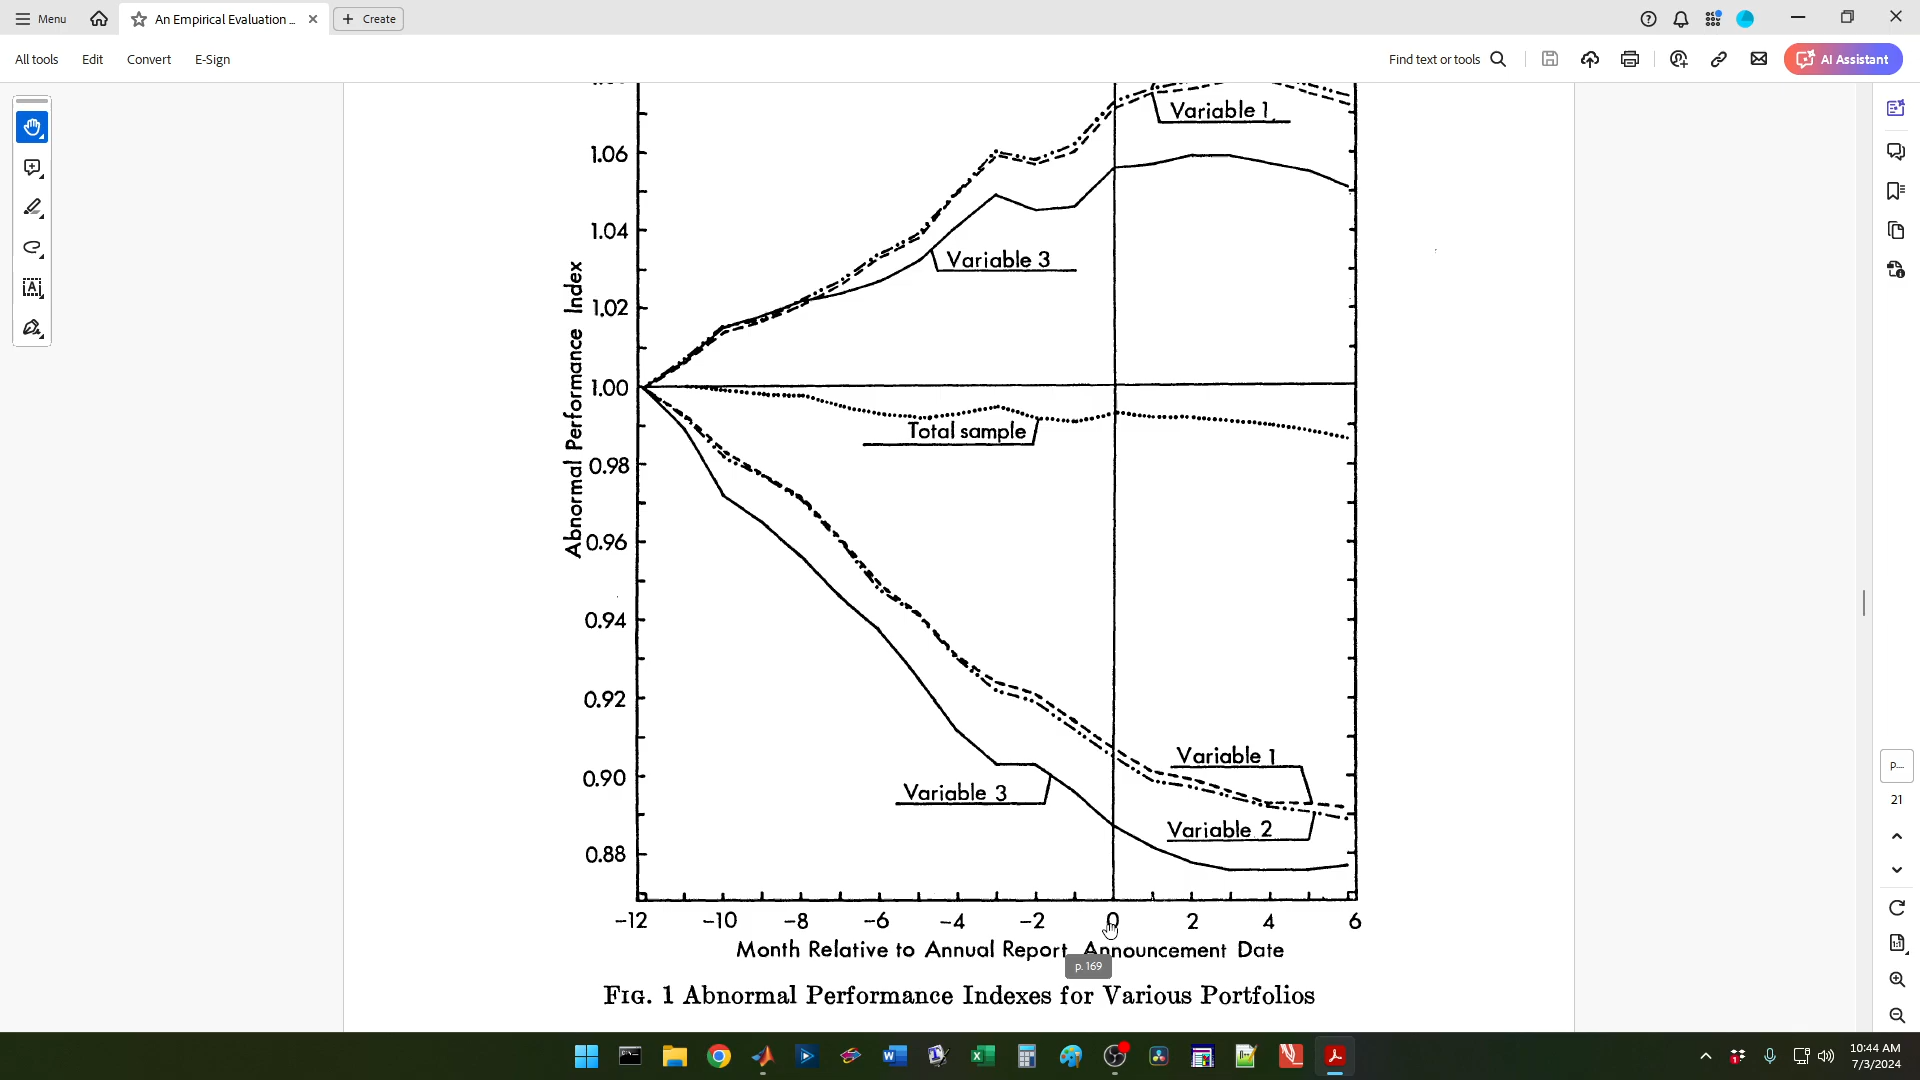 Menu
An Empirical Evaluation ...
Create
All tools
Edit
Convert
E-Sign
Find text or tools
AI Assistant
Variable 1
1.06
1.04
Variable 3
1.02
1.00
Total sample
0.98
0.96
0.94
0.92
0.90
0.88
Abnormal Performance Index
Variable 1
Variable 3
Variable 2
-12 -10 -8 -6 -4 -2 0 2 4 6
Month Relative to Annual Report Announcement Date
p. 169
FIG. 1 Abnormal Performance Indexes for Various Portfolios
P...
21
10:44 AM
7/3/2024